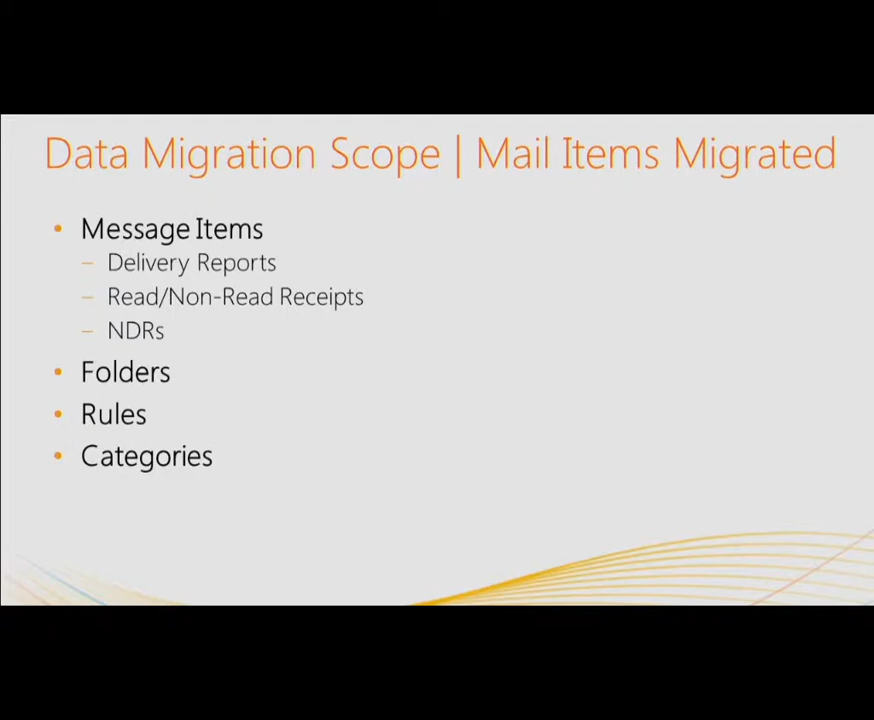 Data Migration Scope | Mail Items Migrated
• Message Items
– Delivery Reports
– Read/Non-Read Receipts
– NDRs
• Folders
• Rules
• Categories